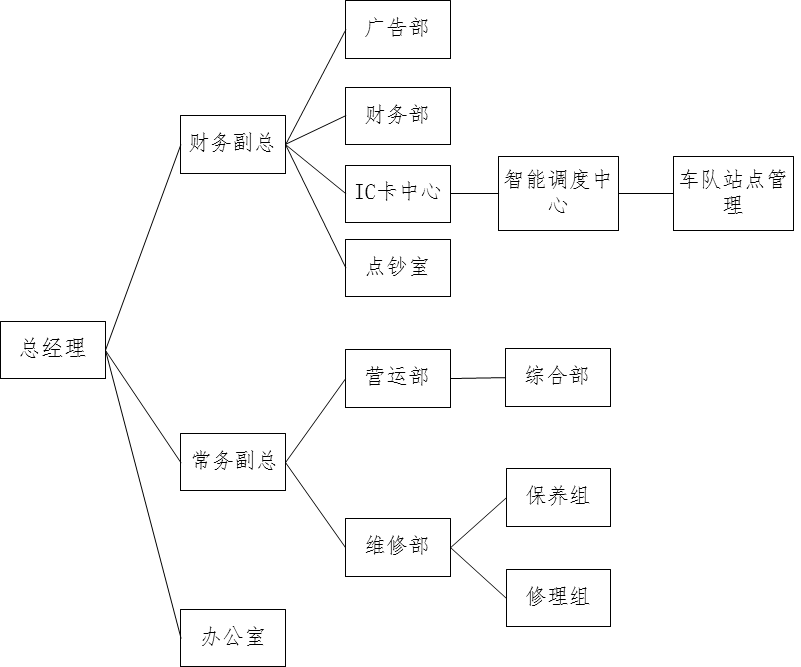 广告部
财务部
财务副总
IC卡中心
智能调度中
心
车队站点管
理
点钞室
总经理
营运部
综合部
常务副总
保养组
维修部
修理组
办公室